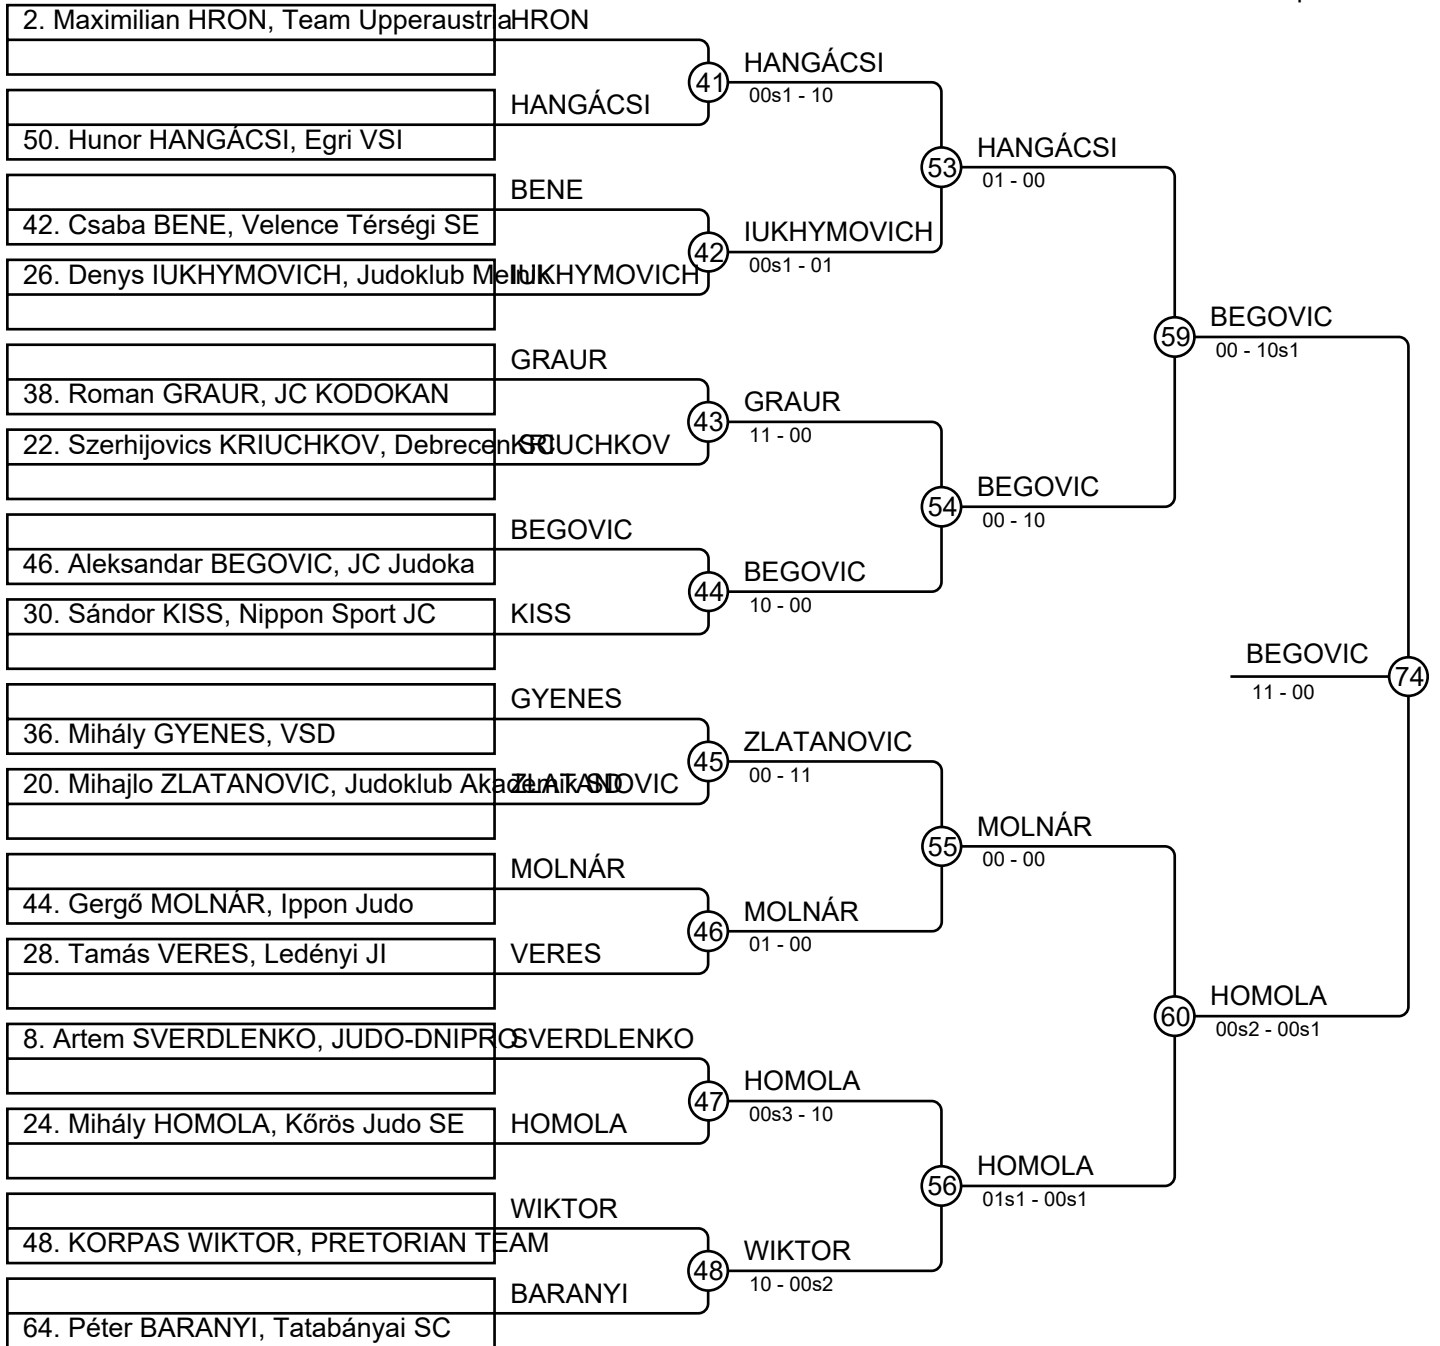 2. Maximilian HRON, Team Upperaustria
HRON
HANGÁCSI
50. Hunor HANGÁCSI, Egri VSI
41
HANGÁCSI
00s1 - 10
BENE
42. Csaba BENE, Velence Térségi SE
26. Denys IUKHYMOVICH, Judoklub Melnik
IUKHYMOVICH
42
IUKHYMOVICH
00s1 - 01
53
HANGÁCSI
01 - 00
GRAUR
38. Roman GRAUR, JC KODOKAN
22. Szerhijovics KRIUCHKOV, Debrecen SC
KRIUCHKOV
43
GRAUR
11 - 00
BEGOVIC
46. Aleksandar BEGOVIC, JC Judoka
30. Sándor KISS, Nippon Sport JC
KISS
44
BEGOVIC
10 - 00
54
BEGOVIC
00 - 10
59
BEGOVIC
00 - 10s1
GYENES
36. Mihály GYENES, VSD
20. Mihajlo ZLATANOVIC, Judoklub Akademik SD
ZLATANOVIC
45
ZLATANOVIC
00 - 11
MOLNÁR
44. Gergő MOLNÁR, Ippon Judo
28. Tamás VERES, Ledényi JI
VERES
46
MOLNÁR
01 - 00
55
MOLNÁR
00 - 00
8. Artem SVERDLENKO, JUDO-DNIPRO
SVERDLENKO
24. Mihály HOMOLA, Kőrös Judo SE
HOMOLA
47
HOMOLA
00s3 - 10
WIKTOR
48. KORPAS WIKTOR, PRETORIAN TEAM
BARANYI
64. Péter BARANYI, Tatabányai SC
48
WIKTOR
10 - 00s2
56
HOMOLA
01s1 - 00s1
60
HOMOLA
00s2 - 00s1
BEGOVIC
74
11 - 00